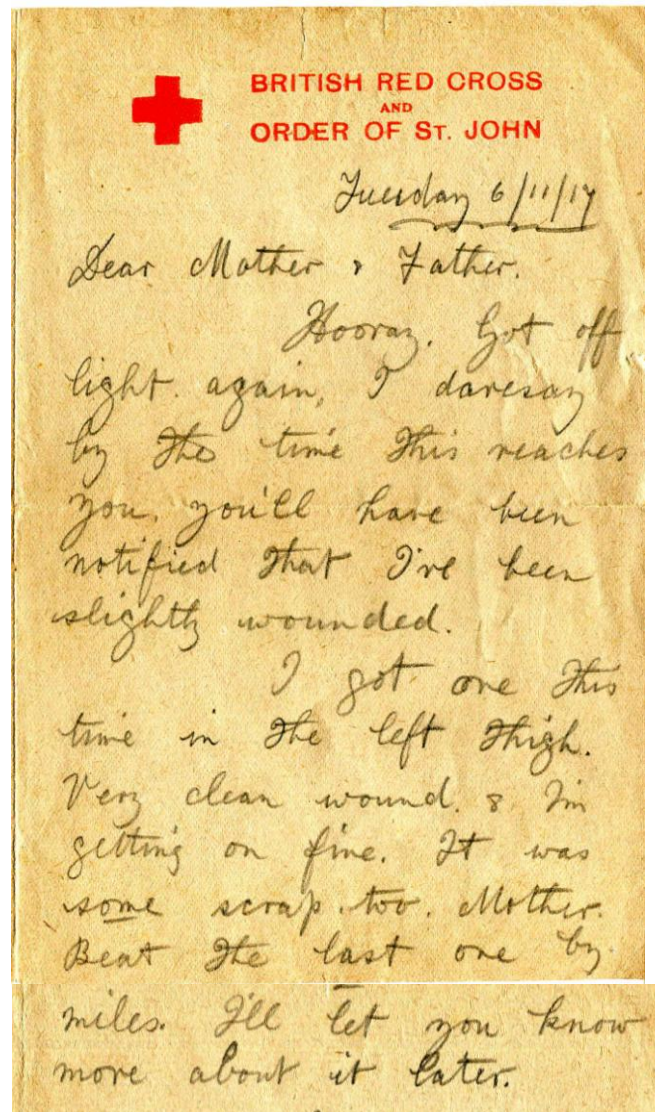 BRITISH RED CROSS
AND
ORDER OF ST. JOHN
Tuesday 6/11/17
Dear Mother & Father.
Hooray. Got off
light. again, I daresay
by the time this reaches
you, you'll have been
notified that I've been
slightly wounded.
I got one this
time in the left thigh.
Very clean wound. & I'm
getting on fine. It was
some scrap. too. Mother.
Beat the last one by
miles. I'll let you know
more about it later.